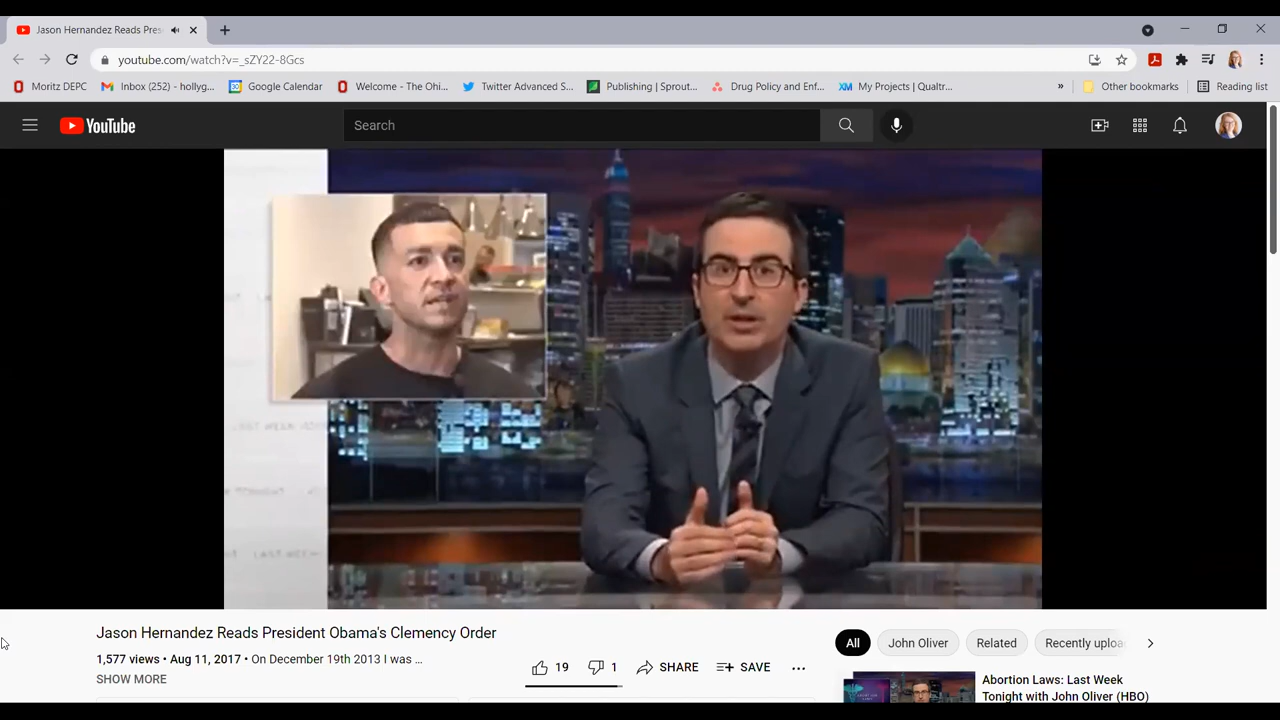 Jason Hernandez Reads Pres
youtube.com/watch?v=_sZY22-8Gcs
Moritz DEPC
Inbox (252) - hollyg...
Google Calendar
Welcome - The Ohi...
Twitter Advanced S...
Publishing | Sprout...
Drug Policy and Enf...
My Projects | Qualtr...
»
Other bookmarks
Reading list
YouTube
Search
Jason Hernandez Reads President Obama's Clemency Order
1,577 views • Aug 11, 2017 • On December 19th 2013 I was ...
SHOW MORE
19
1
SHARE
SAVE
All
John Oliver
Related
Recently uploa
Abortion Laws: Last Week
Tonight with John Oliver (HBO)